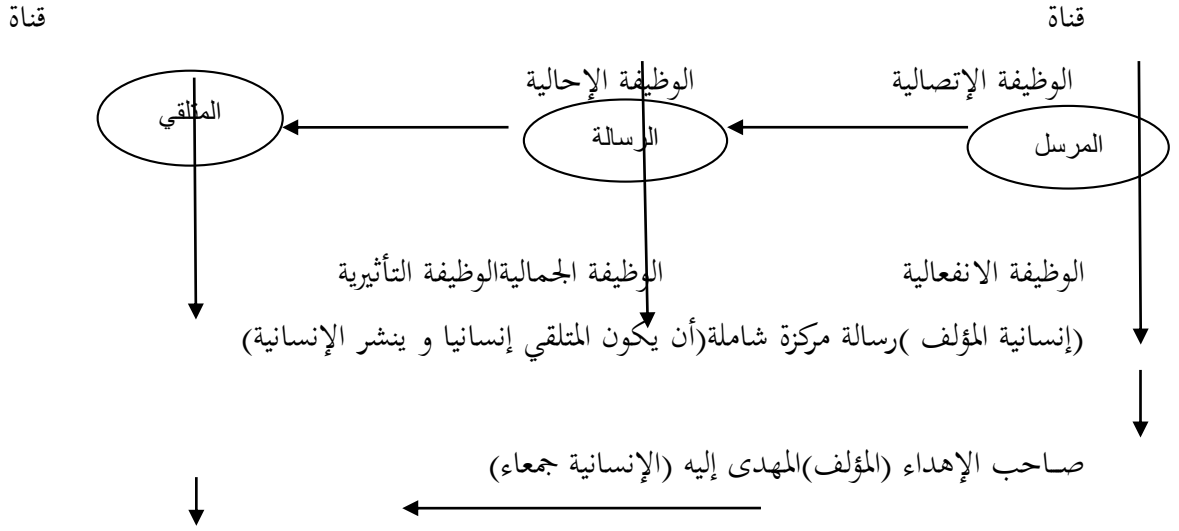 قناة قناة
الوظيفة الإتصالية الوظيفة الإحالية
المرسل الرسالة المتلقي
الوظيفة الانفعالية الوظيفة الجماليةالوظيفة التأثيرية
(إنسانية المؤلف )رسالة مركزة شاملة(أن يكون المتلقي إنسانيا و ينشر الإنسانية)
صاحب الإهداء (المؤلف)المهدى إليه (الإنسانية جمعاء)